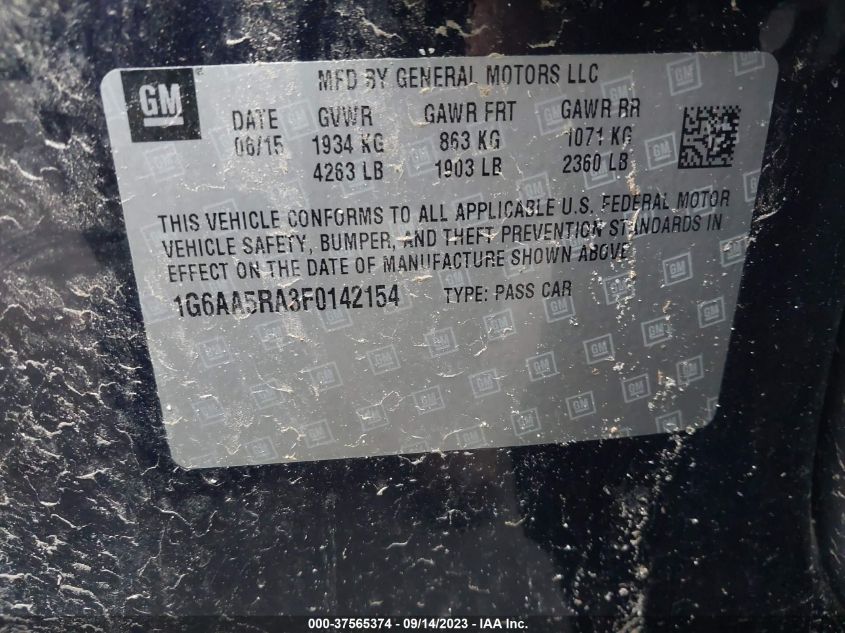 GM
MFD BY GENERAL MOTORS LLC
DATE GVWR GAWR FRT GAWR RR
06/15 1934 KG 863 KG 1071 KG
4263 LB 1903 LB 2360 LB
THIS VEHICLE CONFORMS TO ALL APPLICABLE U.S. FEDERAL MOTOR
VEHICLE SAFETY, BUMPER, AND THEFT PREVENTION STANDARDS IN
EFFECT ON THE DATE OF MANUFACTURE SHOWN ABOVE
1G6AA5RA3F0142154 TYPE: PASS CAR
000-37565374 - 09/14/2023 - IAA Inc.